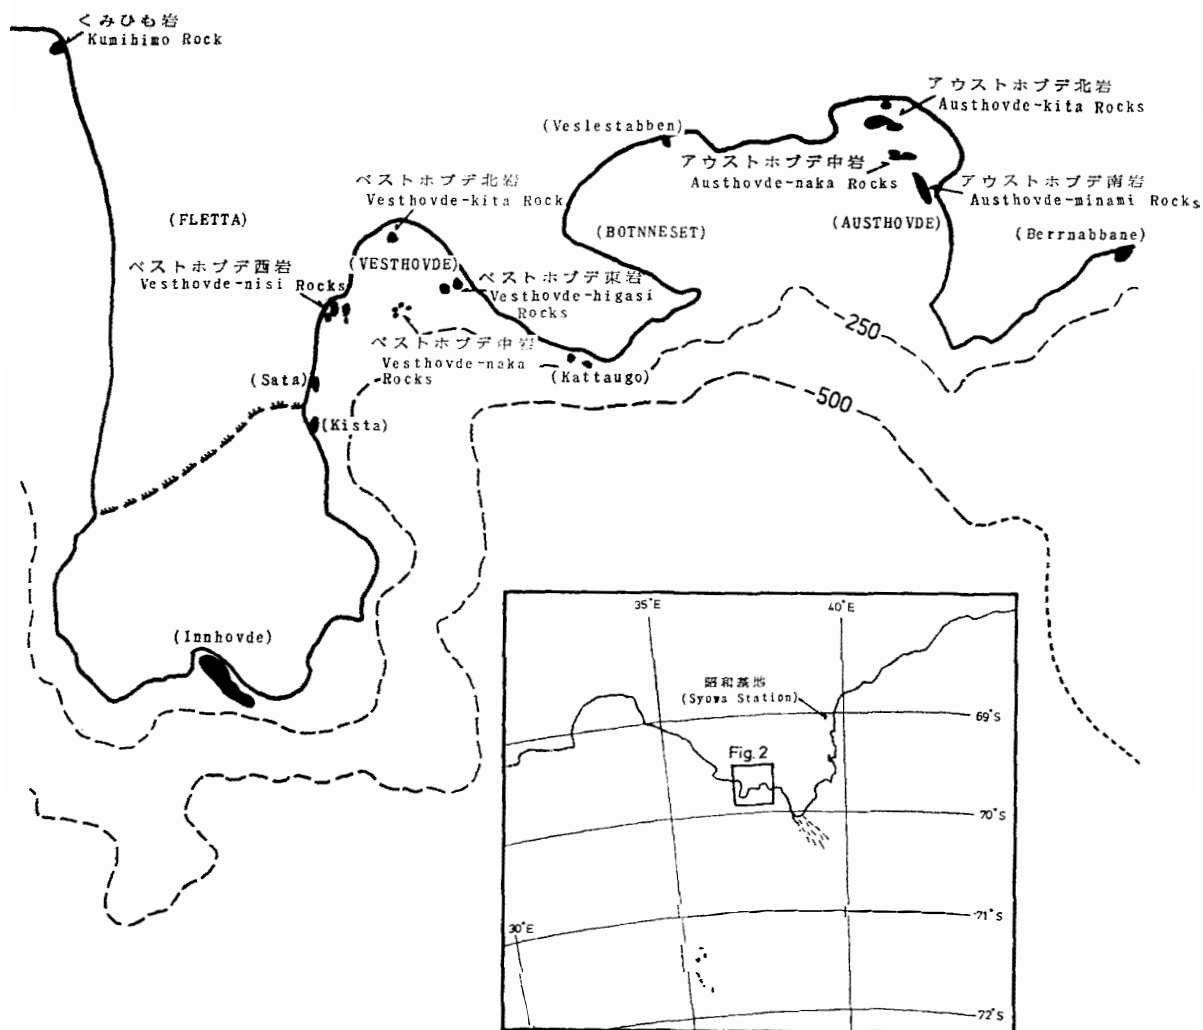 くみひも岩
Kumihimo Rock
アウストホブデ北岩
Austhovde-kita Rocks
(Veslestabben)
アウストホブデ中岩
Austhovde-naka Rocks
ベストホブデ北岩
Vesthovde-kita Rock
アウストホブデ南岩
Austhovde-minami Rocks
(FLETTA)
(BOTNNESET)
(AUSTHOVDE)
(Berrnabbane)
(VESTHOVDE)
ベストホブデ西岩
Vesthovde-nisi Rocks
ベストホブデ東岩
Vesthovde-higasi
Rocks
250
ベストホブデ中岩
Vesthovde-naka
Rocks
(Sata)
(Kattaugo)
500
(Kista)
(Innhovde)
35°E
40°E
昭和基地
(Syowa Station)
69°S
Fig. 2
70°S
71°S
30°E
72°S